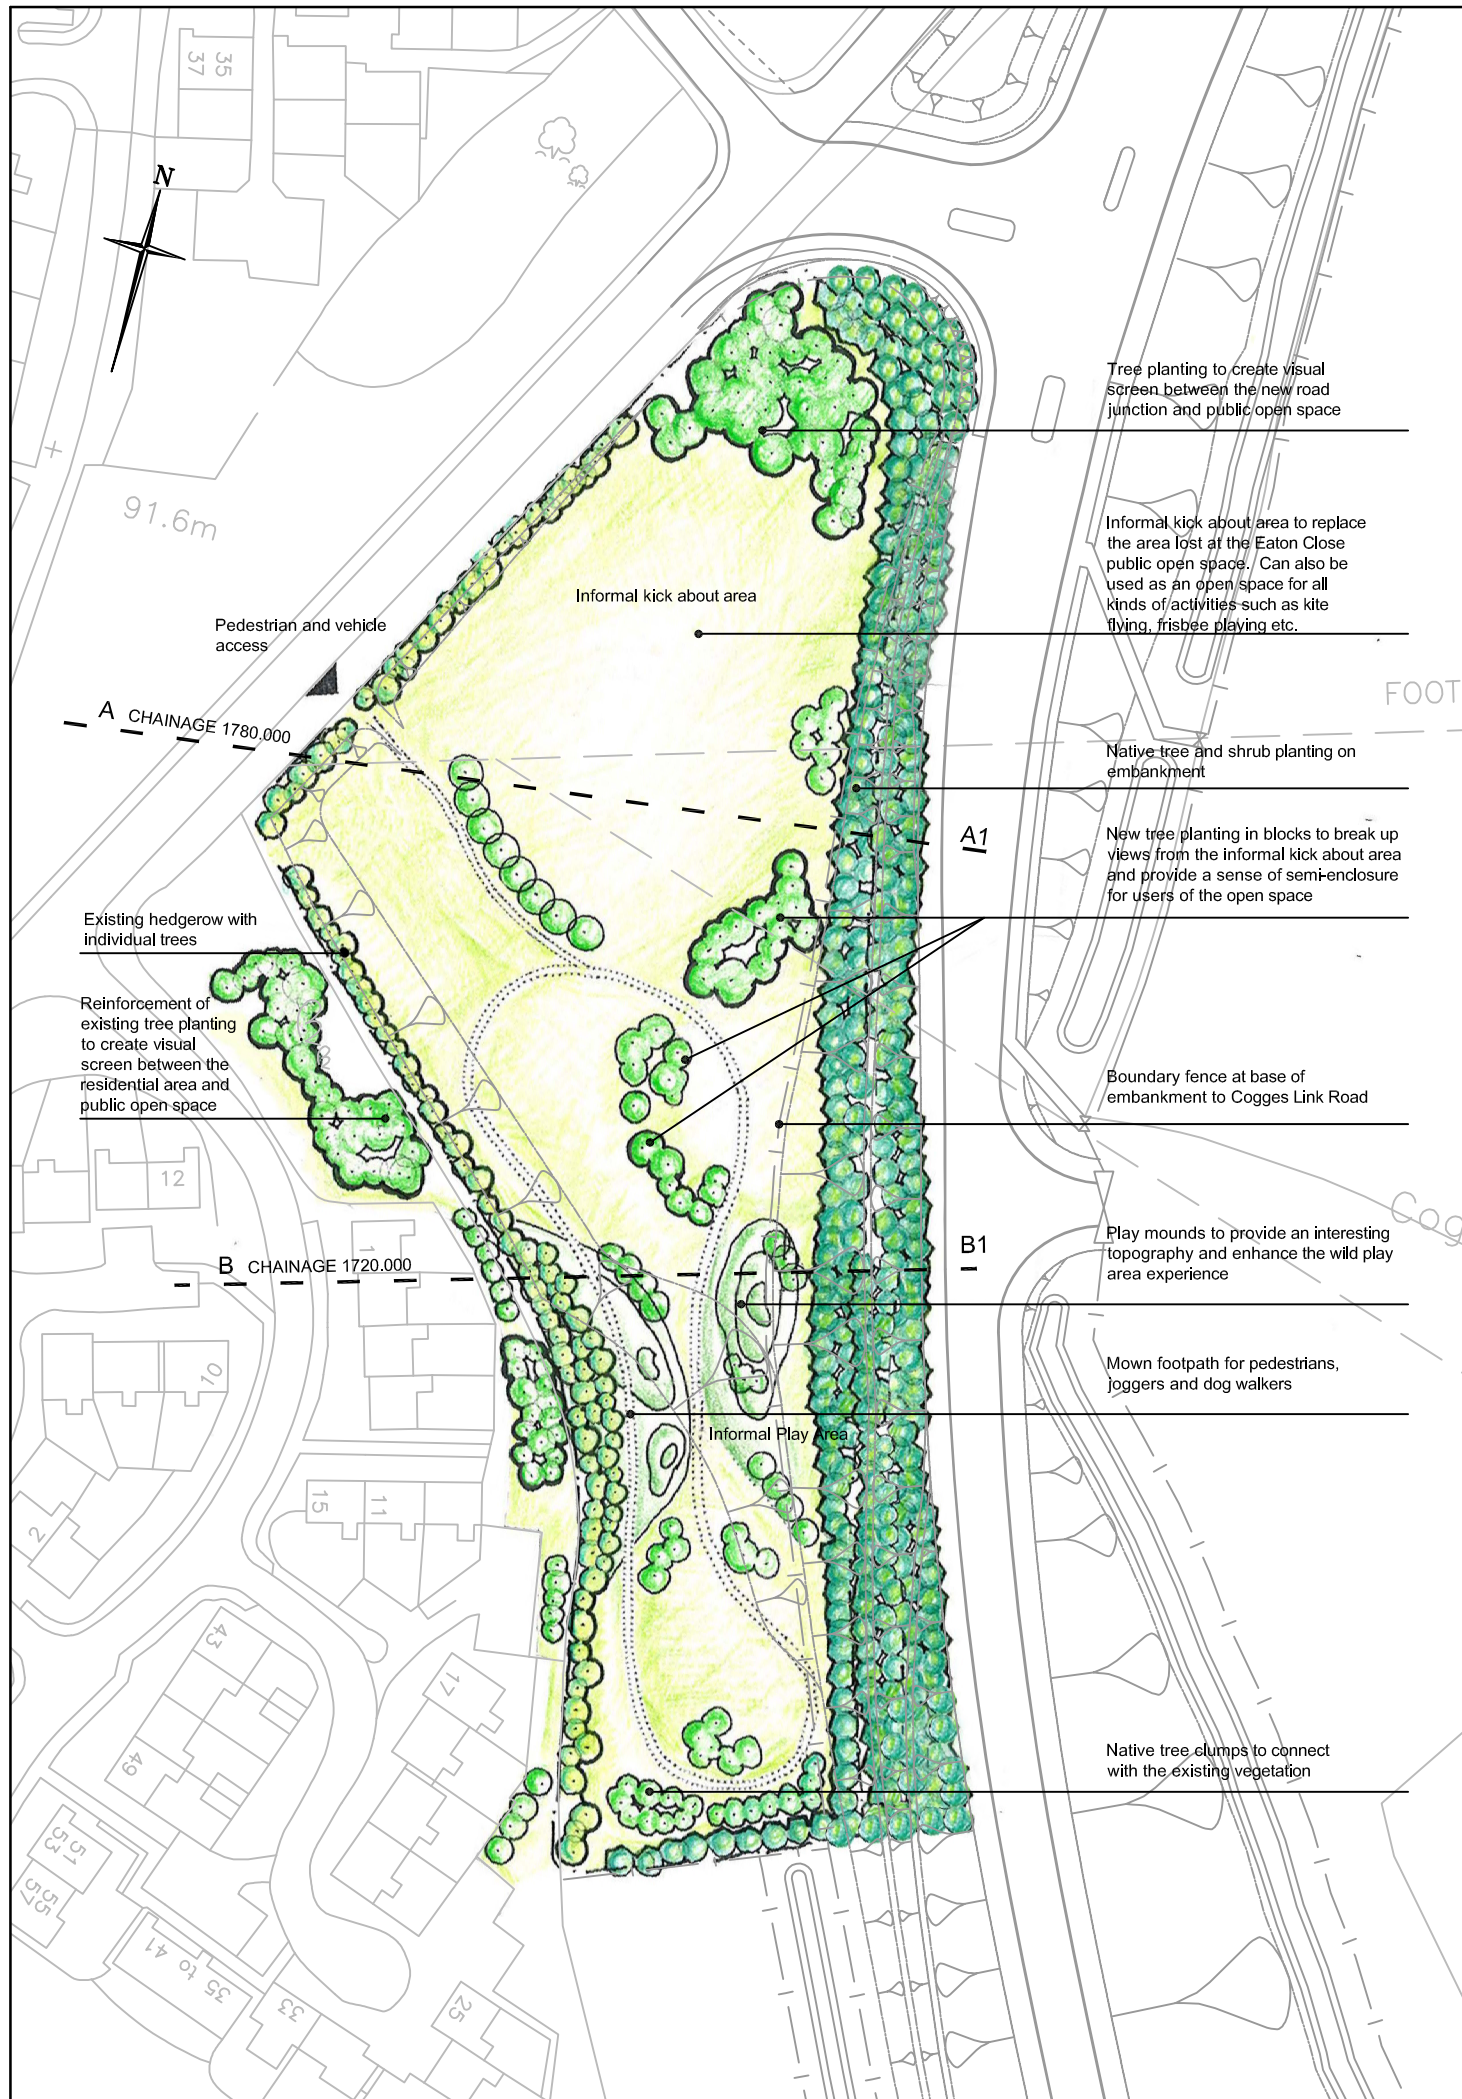 35
37
N
Tree planting to create visual
screen between the new road
junction and public open space
91.6m
Informal kick about area to replace
the area lost at the Eaton Close
public open space. Can also be
used as an open space for all
kinds of activities such as kite
flying, frisbee playing etc.
Informal kick about area
Pedestrian and vehicle
access
FOOT
A CHAINAGE 1780.000
Native tree and shrub planting on
embankment
A1
New tree planting in blocks to break up
views from the informal kick about area
and provide a sense of semi-enclosure
for users of the open space
Existing hedgerow with
individual trees
Reinforcement of
existing tree planting
to create visual
screen between the
residential area and
public open space
Boundary fence at base of
embankment to Cogges Link Road
12
Cog
Play mounds to provide an interesting
topography and enhance the wild play
area experience
1
B CHAINAGE 1720.000
B1
10
Mown footpath for pedestrians,
joggers and dog walkers
Informal Play Area
15
11
2
43
17
49
Native tree clumps to connect
with the existing vegetation
51
53
55
57
35 to 41
33
25